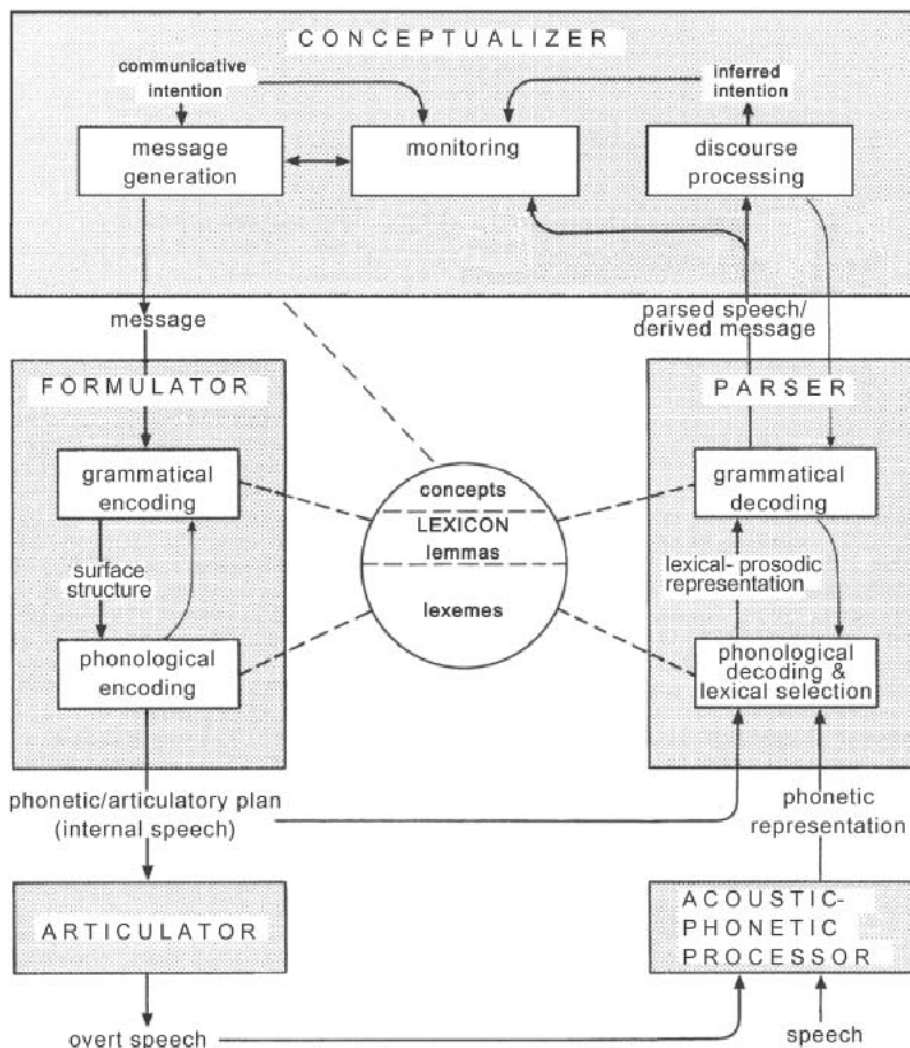 CONCEPTUALIZER
communicative
intention
inferred
intention
message
generation
monitoring
discourse
processing
message
parsed speech/
derived message
FORMULATOR
PARSER
grammatical
encoding
concepts
LEXICON
lemmas
lexemes
grammatical
decoding
surface
structure
lexical- prosodic
representation
phonological
encoding
phonological
decoding &
lexical selection
phonetic/articulatory plan
(internal speech)
phonetic
representation
ARTICULATOR
ACOUSTIC-
PHONETIC
PROCESSOR
overt speech
speech